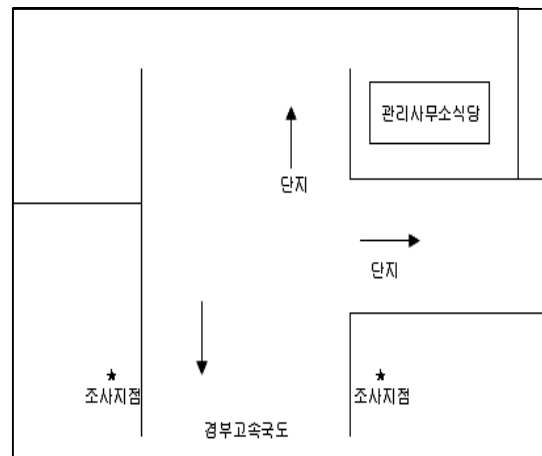 관리사무소식당
단지
단지
★
조사지점
★
조사지점
경부고속국도